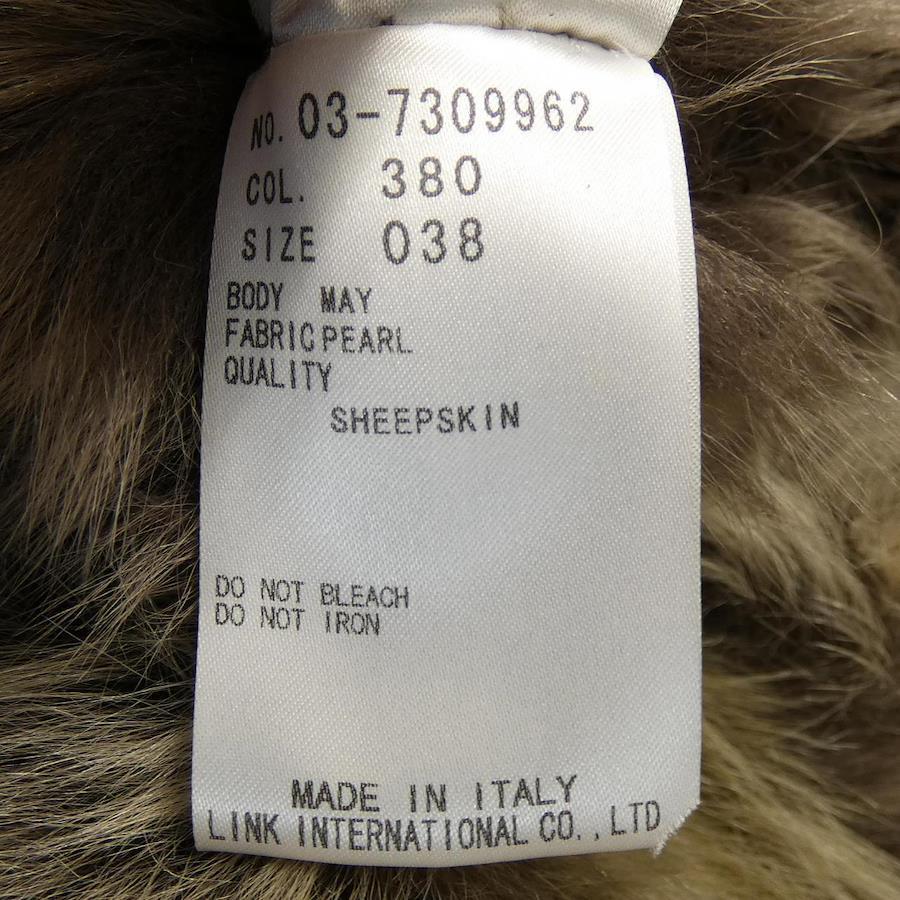 NO. 03-7309962
COL. 380
SIZE 038
BODY MAY
FABRIC PEARL
QUALITY
SHEEPSKIN
DO NOT BLEACH
DO NOT IRON
MADE IN ITALY
LINK INTERNATIONAL CO., LTD